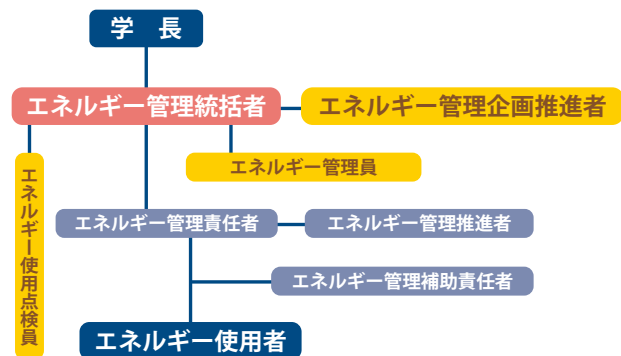 学 長
エネルギー管理統括者
エネルギー管理企画推進者
エネルギー管理員
エネルギー使用点検員
エネルギー管理責任者
エネルギー管理推進者
エネルギー管理補助責任者
エネルギー使用者